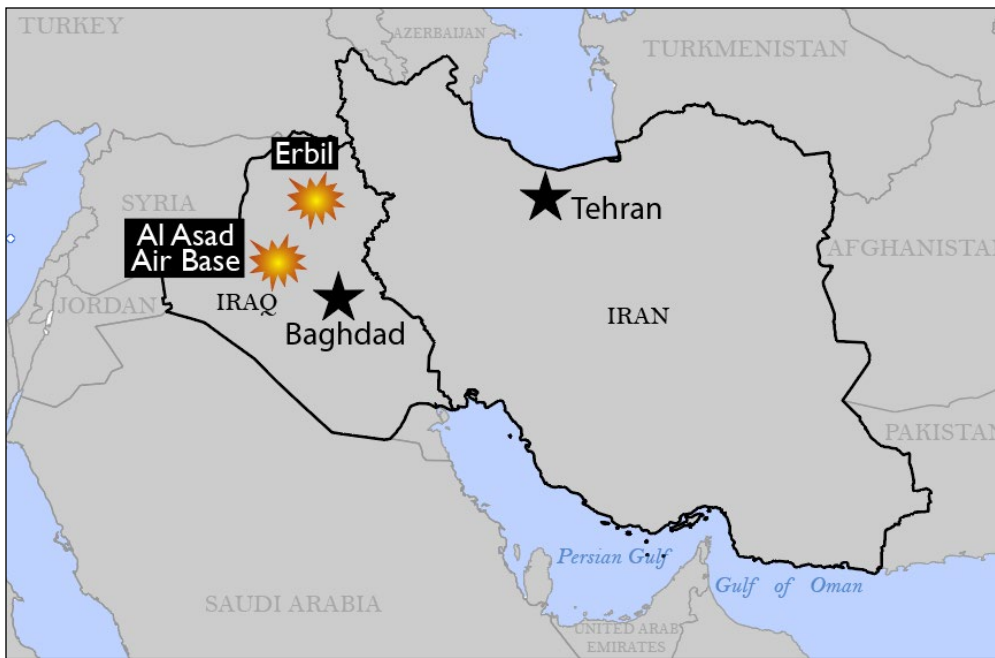 TURKEY
AZERBAIJAN
TURKMENISTAN
Erbil
SYRIA
Tehran
Al Asad
Air Base
AFGHANISTAN
JORDAN
IRAQ
Baghdad
IRAN
PAKISTAN
Persian Gulf
Gulf of Oman
SAUDI ARABIA
UNITED ARAB
EMIRATES